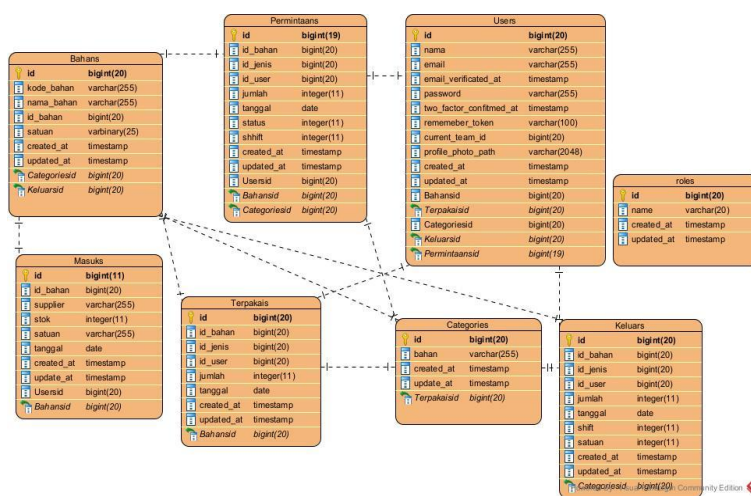 Bahans
id bigint(20)
kode_bahan varchar(255)
nama_bahan varchar(255)
id_bahan bigint(20)
satuan varbinary(25)
created_at timestamp
updated_at timestamp
Categoriesid bigint(20)
Keluarsid bigint(20)
Permintaans
id bigint(19)
id_bahan bigint(20)
id_jenis bigint(20)
id_user bigint(20)
jumlah integer(11)
tanggal date
status integer(11)
shhift integer(11)
created_at timestamp
updated_at timestamp
Usersid bigint(20)
Bahansid bigint(20)
Categoriesid bigint(20)
Users
id bigint(20)
nama varchar(255)
email varchar(255)
email_verificated_at timestamp
password varchar(255)
two_factor_confitmed_at timestamp
rememeber_token varchar(100)
current_team_id bigint(20)
profile_photo_path varchar(2048)
created_at timestamp
updated_at timestamp
Bahansid bigint(20)
Terpakaisid bigint(20)
Categoriesid bigint(20)
Keluarsid bigint(20)
Permintaansid bigint(19)
roles
id bigint(20)
name varchar(20)
created_at timestamp
updated_at timestamp
Masuks
id bigint(11)
id_bahan bigint(20)
supplier varchar(255)
stok integer(11)
satuan varchar(255)
tanggal date
created_at timestamp
update_at timestamp
Usersid bigint(20)
Bahansid bigint(20)
Terpakais
id bigint(20)
id_bahan bigint(20)
id_jenis bigint(20)
id_user bigint(20)
jumlah integer(11)
tanggal date
created_at timestamp
updated_at timestamp
Bahansid bigint(20)
Categories
id bigint(20)
bahan varchar(255)
created_at timestamp
update_at timestamp
Terpakaisid bigint(20)
Keluars
id bigint(20)
id_bahan bigint(20)
id_jenis bigint(20)
id_user bigint(20)
jumlah integer(11)
tanggal date
shift integer(11)
satuan integer(11)
created_at timestamp
updated_at timestamp
Categoriesid bigint(20)
Community Edition